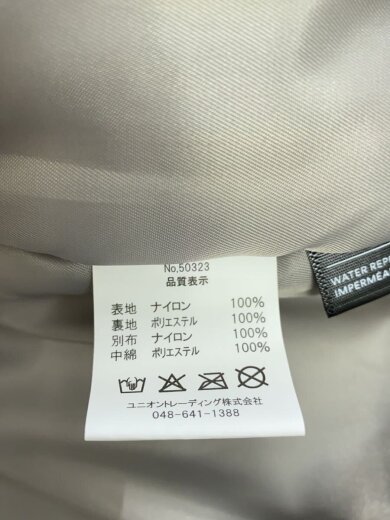 No,50323
品質表示
表地 ナイロン 100%
裏地 ポリエステル 100%
別布 ナイロン 100%
中綿 ポリエステル 100%
ユニオントレーディング株式会社
048-641-1388
WATER REP
IMPERMEA